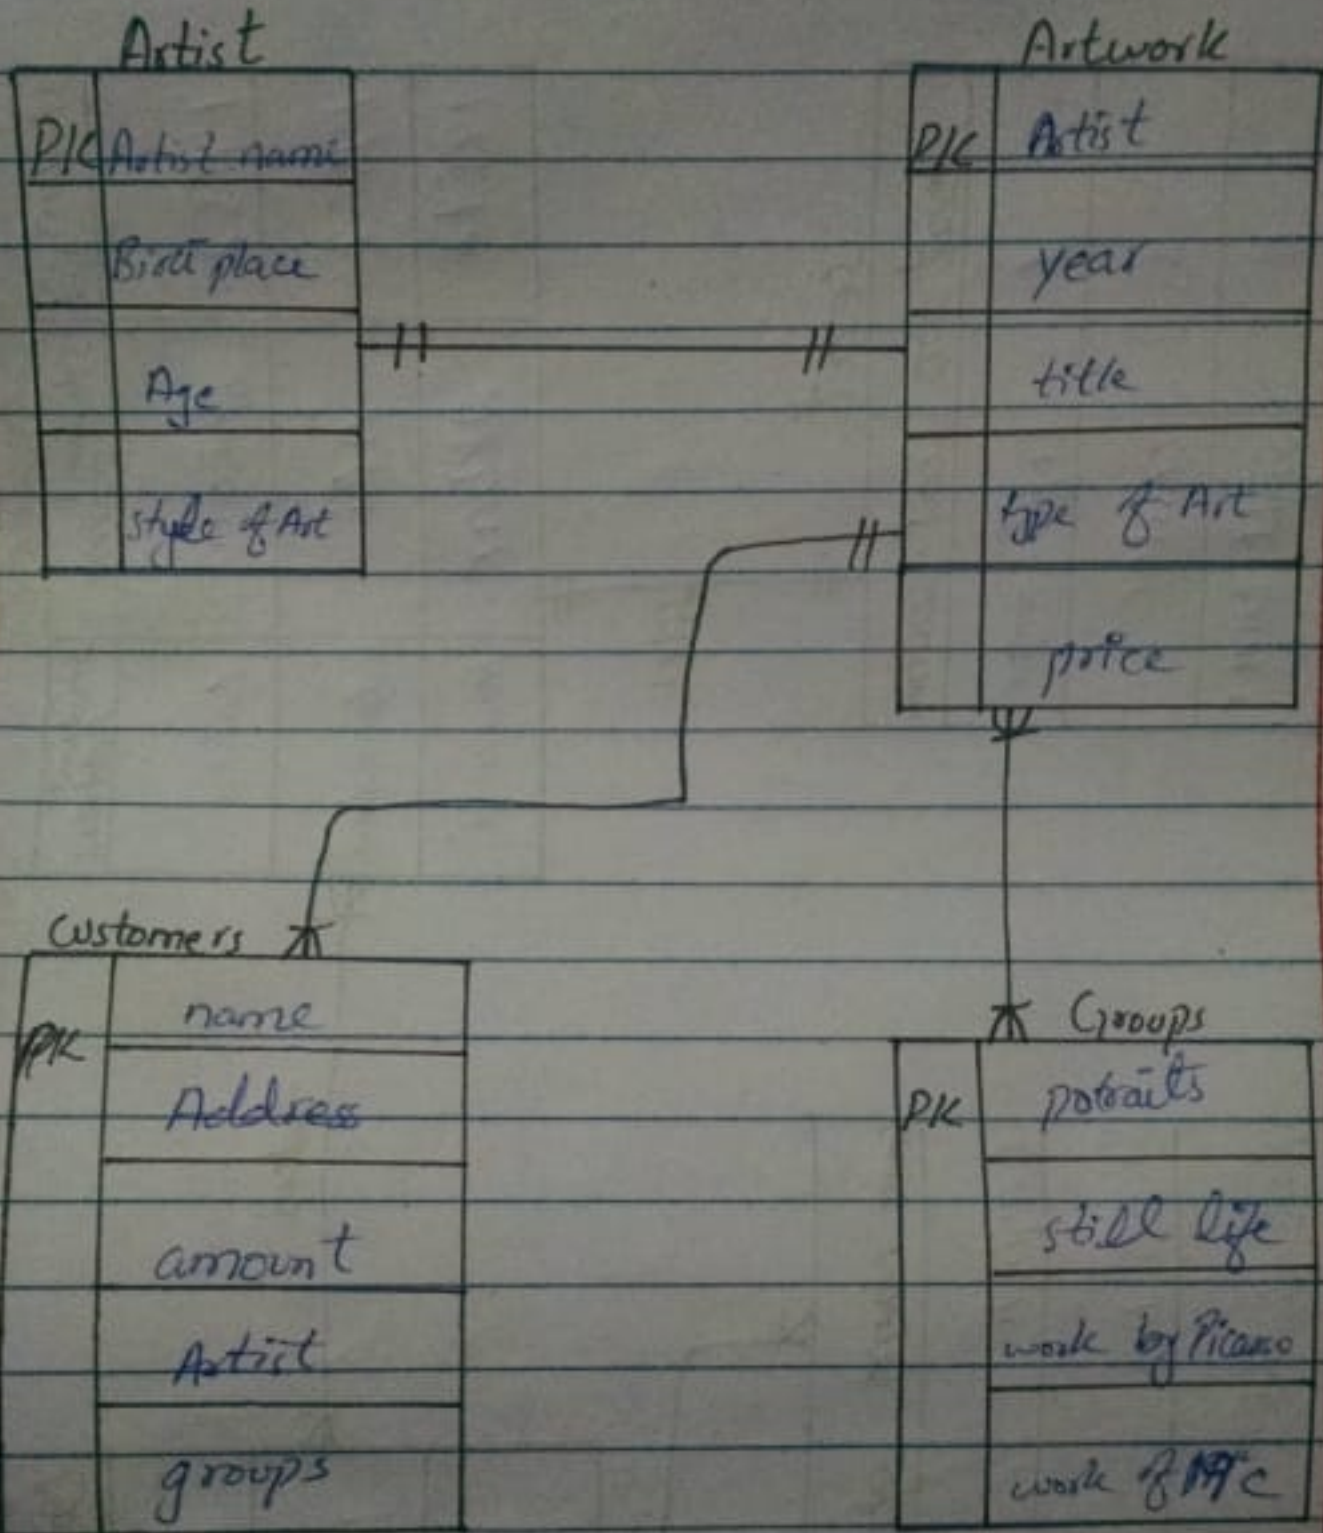 Artist
PK Artist name
Birth place
Age
style of Art
Artwork
PK Artist
year
title
type of Art
price
Customers
PK name
Address
amount
Artist
groups
Groups
PK potraits
still life
work by Picasso
work of